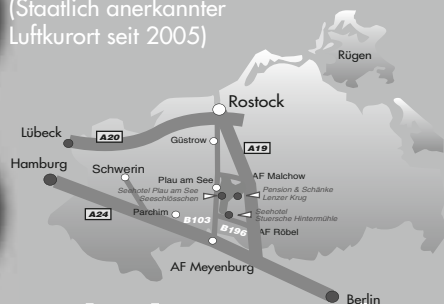 (Staatlich anerkannter
Luftkurort seit 2005)
Rügen
Rostock
Lübeck
A20
Güstrow
A19
Hamburg
Schwerin
Plau am See
AF Malchow
Seehotel Plau am See
Seeschlösschen
Pension & Schänke
Lenzer Krug
A24
Parchim
B103
B196
Seehotel
Stuersche Hintermühle
AF Röbel
AF Meyenburg
Berlin